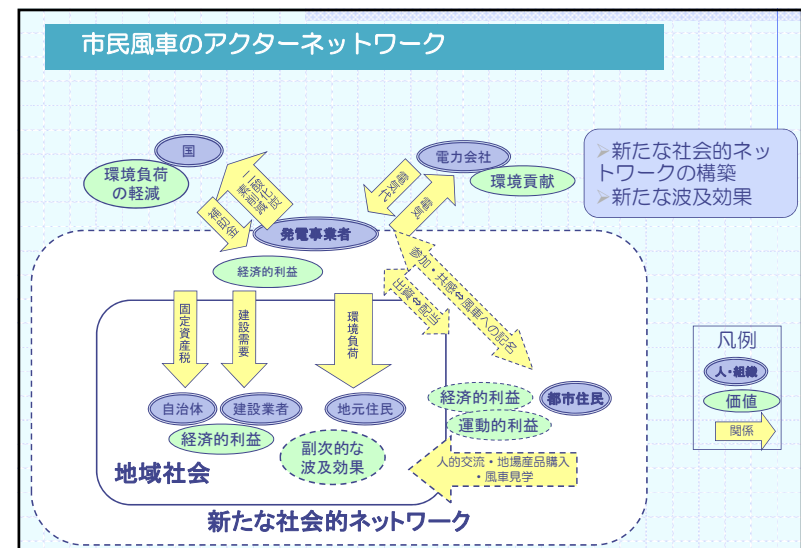 市民風車のアクターネットワーク
国
環境負荷
の軽減
二酸化炭
素削減
補助金
発電事業者
経済的利益
電力会社
環境貢献
電気代
電気
➢新たな社会的ネッ
トワークの構築
➢新たな波及効果
参加・共感⇔風車への記名
出資⇔配当
固定資産税
建設需要
環境負荷
自治体
建設業者
地元住民
経済的利益
副次的な
波及効果
地域社会
経済的利益
運動的利益
都市住民
人的交流・地場産品購入
・風車見学
新たな社会的ネットワーク
凡例
人・組織
価値
関係